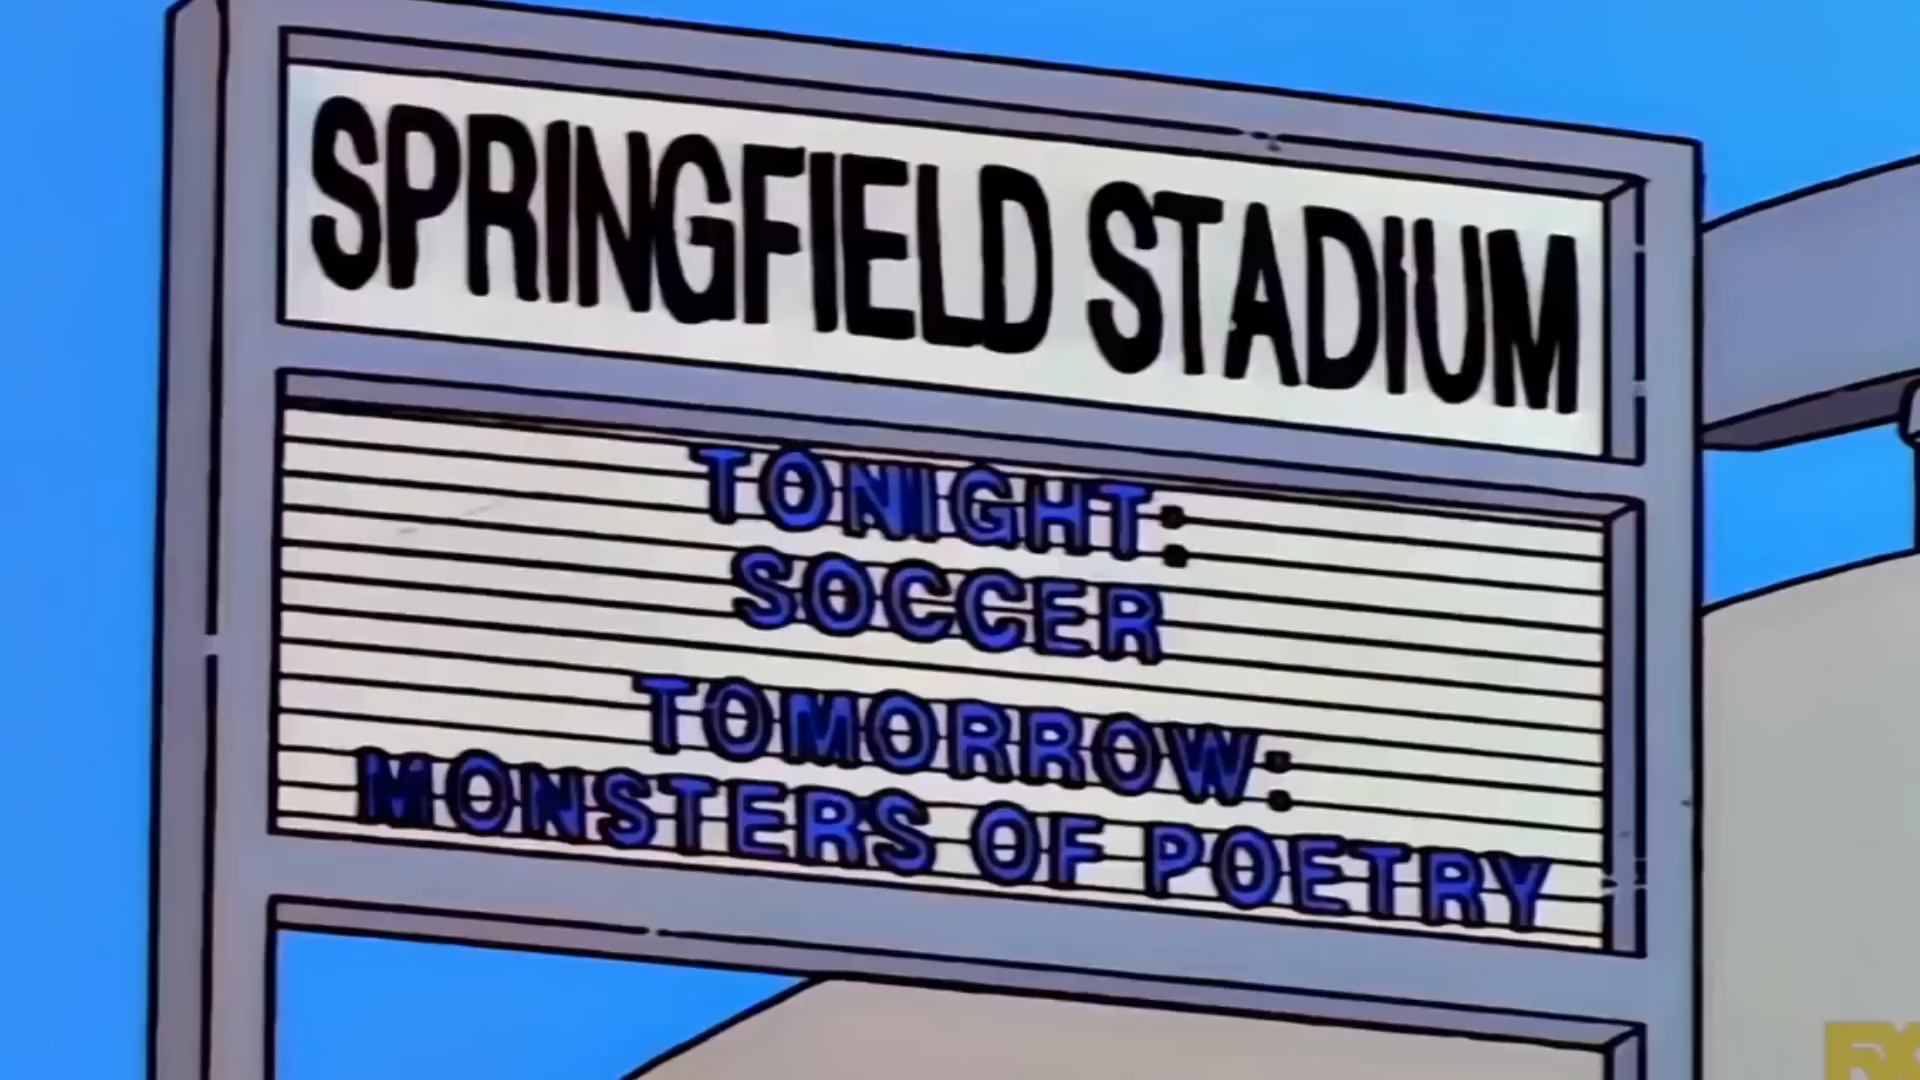 SPRINGFIELD STADIUM
TONIGHT:
SOCCER
TOMORROW:
MONSTERS OF POETRY